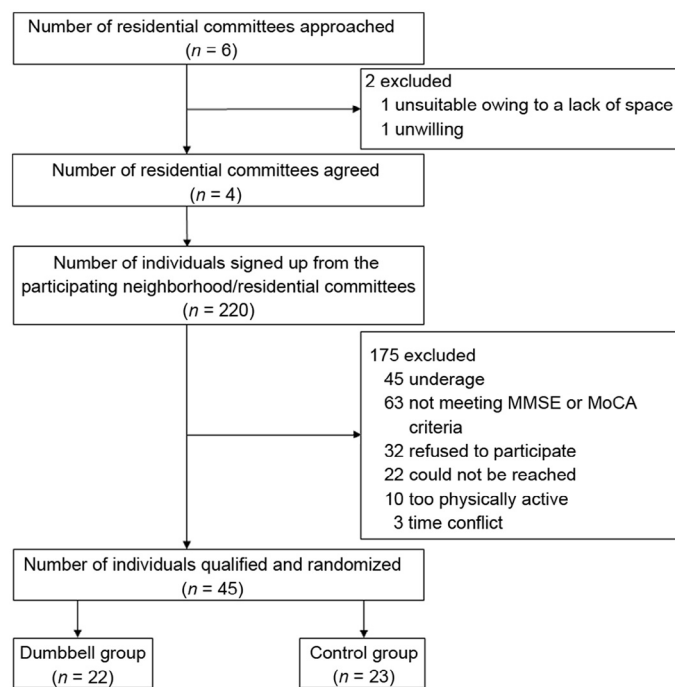 Number of residential committees approached
(n = 6)
2 excluded
1 unsuitable owing to a lack of space
1 unwilling
Number of residential committees agreed
(n = 4)
Number of individuals signed up from the
participating neighborhood/residential committees
(n = 220)
175 excluded
45 underage
63 not meeting MMSE or MoCA
criteria
32 refused to participate
22 could not be reached
10 too physically active
3 time conflict
Number of individuals qualified and randomized
(n = 45)
Dumbbell group
(n = 22)
Control group
(n = 23)